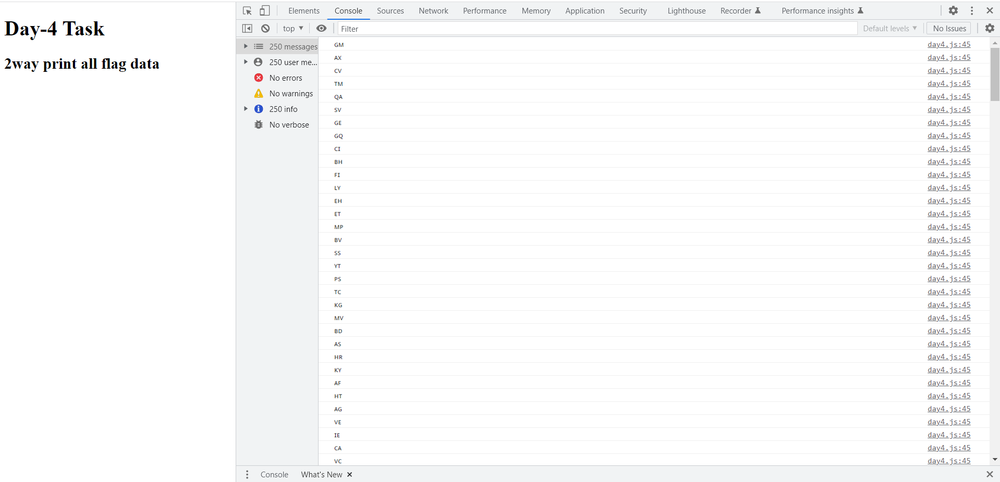 Day-4 Task
2way print all flag data
Elements Console Sources Network Performance Memory Application Security Lighthouse Recorder Performance insights
top Filter Default levels No Issues
250 messages
250 user me...
No errors
No warnings
250 info
No verbose
GM day4.js:45
AX day4.js:45
CV day4.js:45
TM day4.js:45
QA day4.js:45
SV day4.js:45
GE day4.js:45
GQ day4.js:45
CI day4.js:45
BH day4.js:45
FI day4.js:45
LY day4.js:45
EH day4.js:45
ET day4.js:45
MP day4.js:45
BV day4.js:45
SS day4.js:45
YT day4.js:45
PS day4.js:45
TC day4.js:45
KG day4.js:45
MV day4.js:45
BD day4.js:45
AS day4.js:45
HR day4.js:45
KY day4.js:45
AF day4.js:45
HT day4.js:45
AG day4.js:45
VE day4.js:45
IE day4.js:45
CA day4.js:45
VC day4.js:45
Console What's New